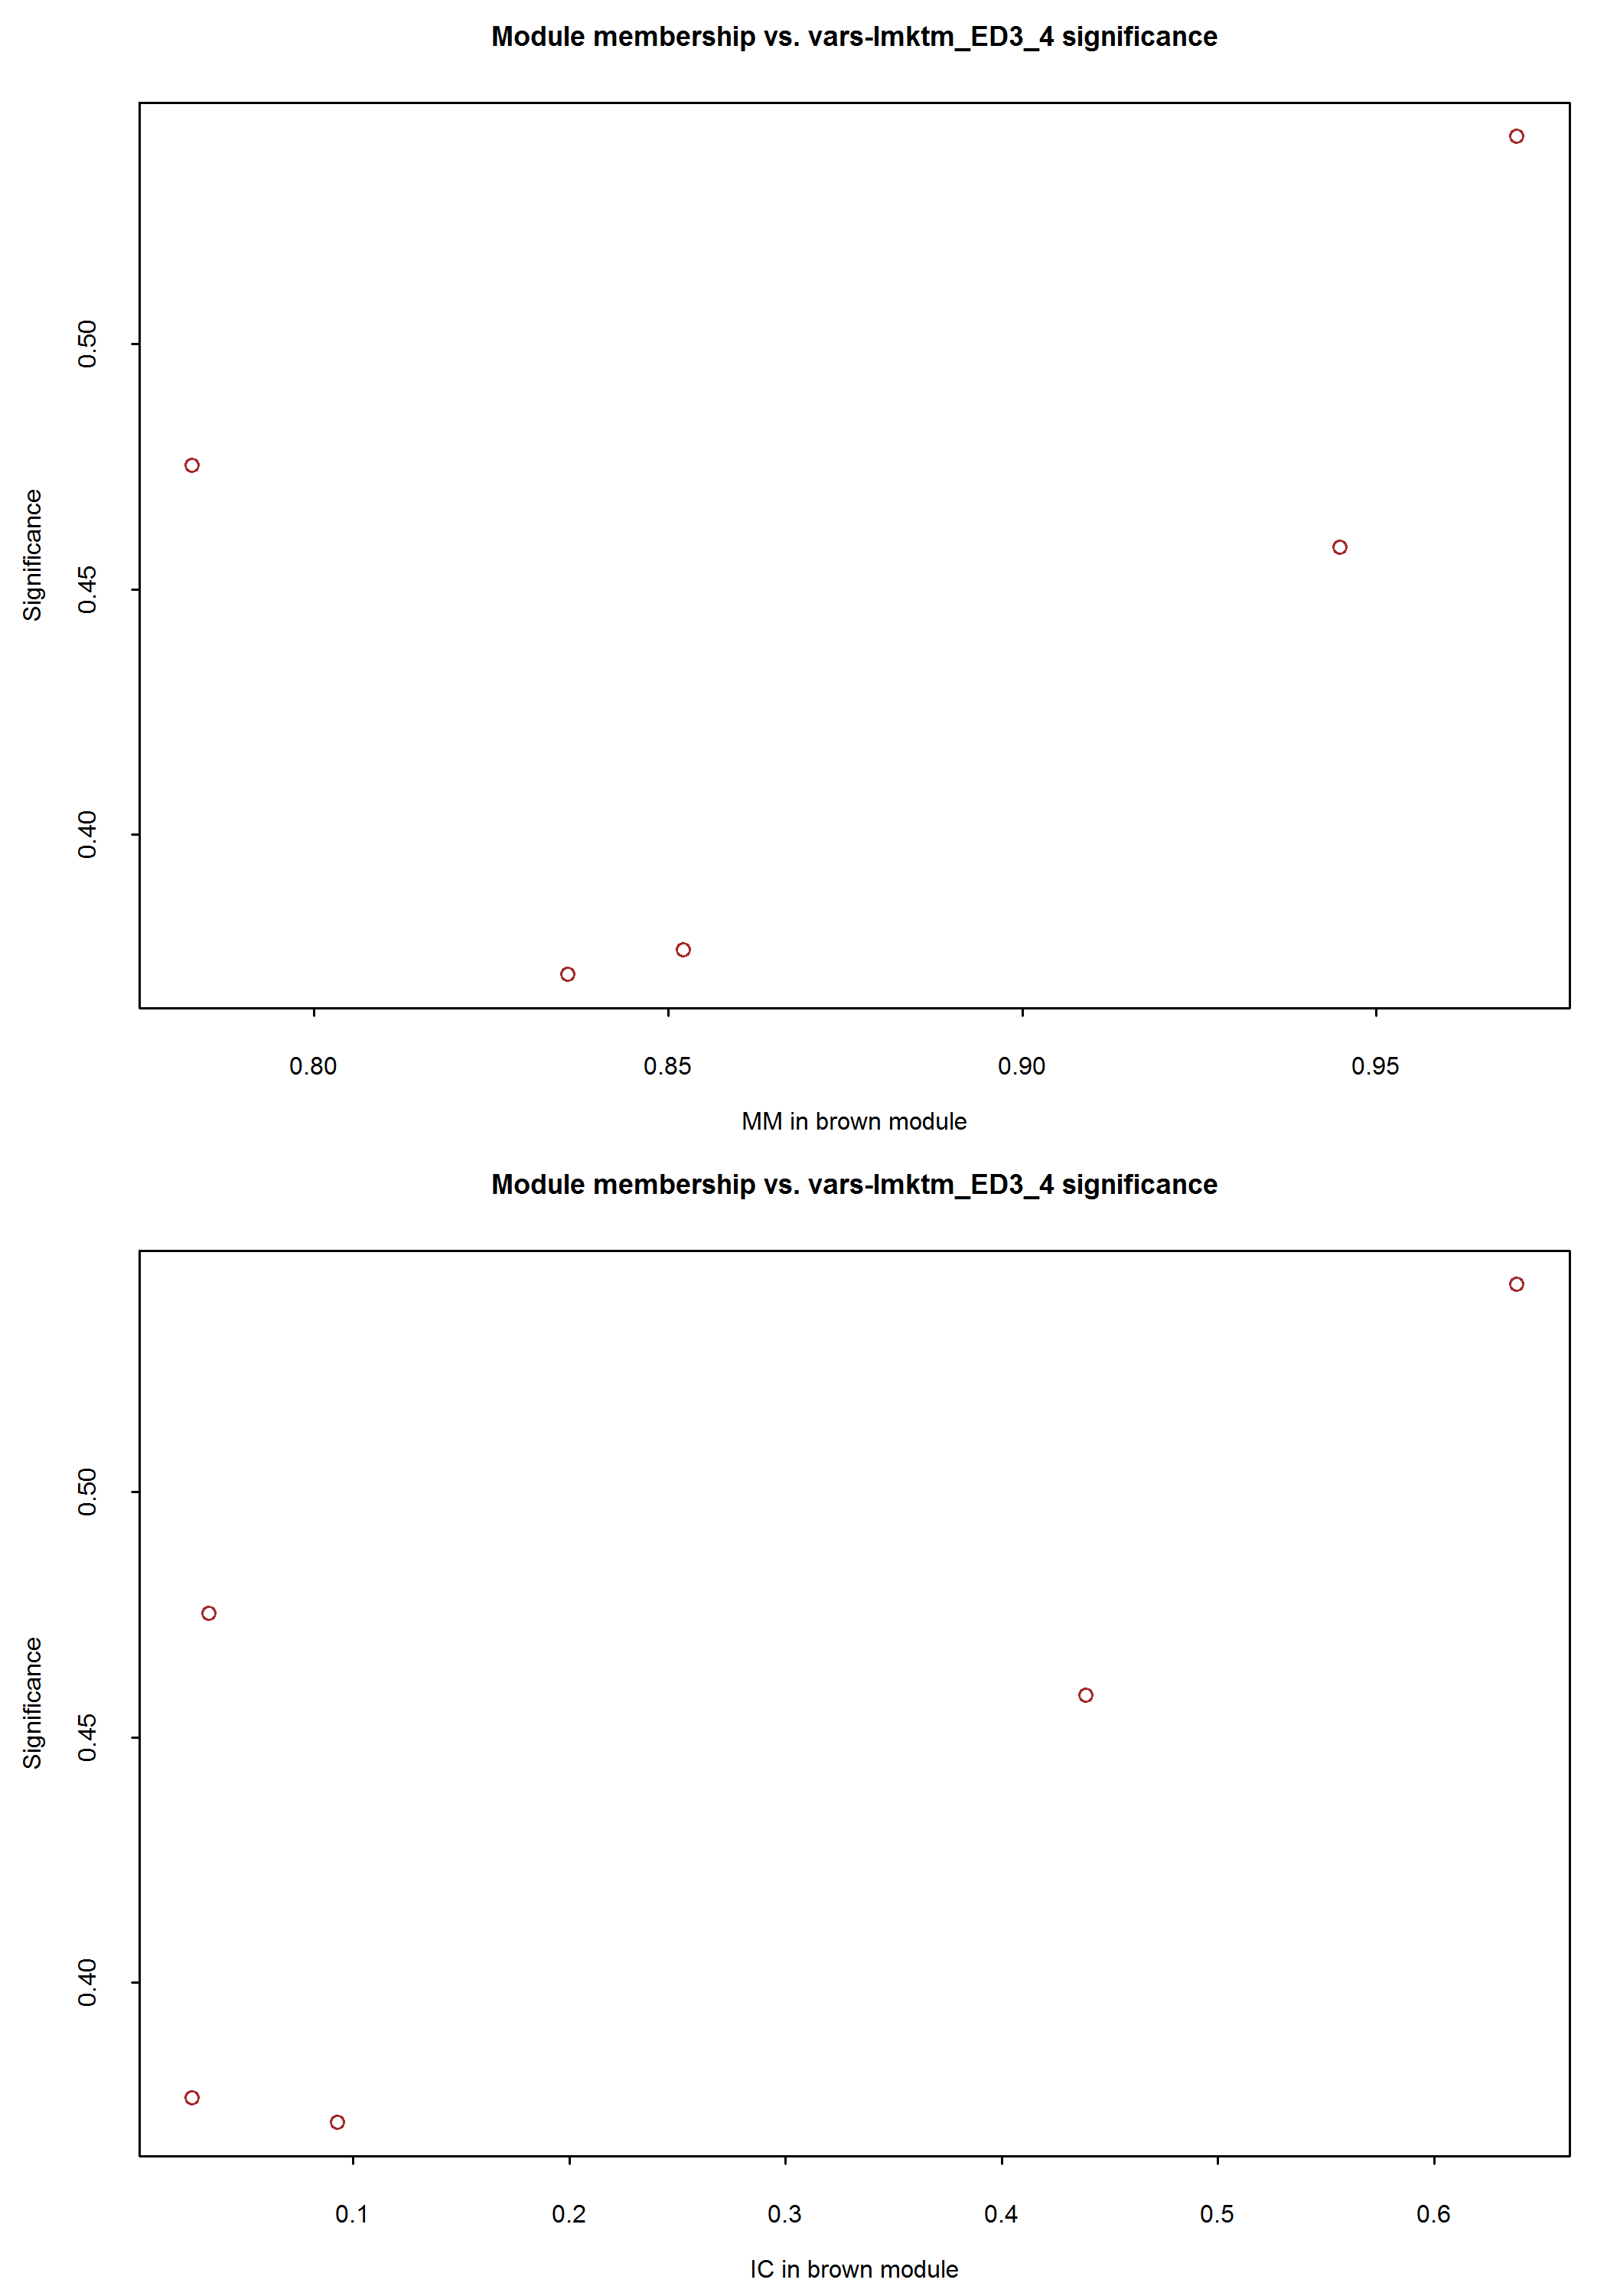 Module membership vs. vars-lmktm_ED3_4 significance
Significance
0.50
0.45
0.40
0.80 0.85 0.90 0.95
MM in brown module
Module membership vs. vars-lmktm_ED3_4 significance
Significance
0.50
0.45
0.40
0.1 0.2 0.3 0.4 0.5 0.6
IC in brown module